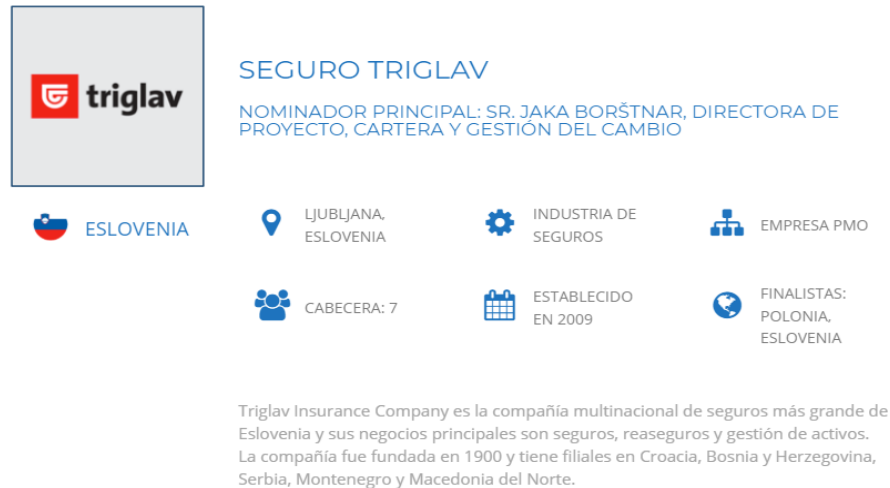 triglav
SEGURO TRIGLAV
NOMINADOR PRINCIPAL: SR. JAKA BORŠTNAR, DIRECTORA DE
PROYECTO, CARTERA Y GESTIÓN DEL CAMBIO
ESLOVENIA
LJUBLJANA,
ESLOVENIA
INDUSTRIA DE
SEGUROS
EMPRESA PMO
CABECERA: 7
ESTABLECIDO
EN 2009
FINALISTAS:
POLONIA,
ESLOVENIA
Triglav Insurance Company es la compañía multinacional de seguros más grande de
Eslovenia y sus negocios principales son seguros, reaseguros y gestión de activos.
La compañía fue fundada en 1900 y tiene filiales en Croacia, Bosnia y Herzegovina,
Serbia, Montenegro y Macedonia del Norte.